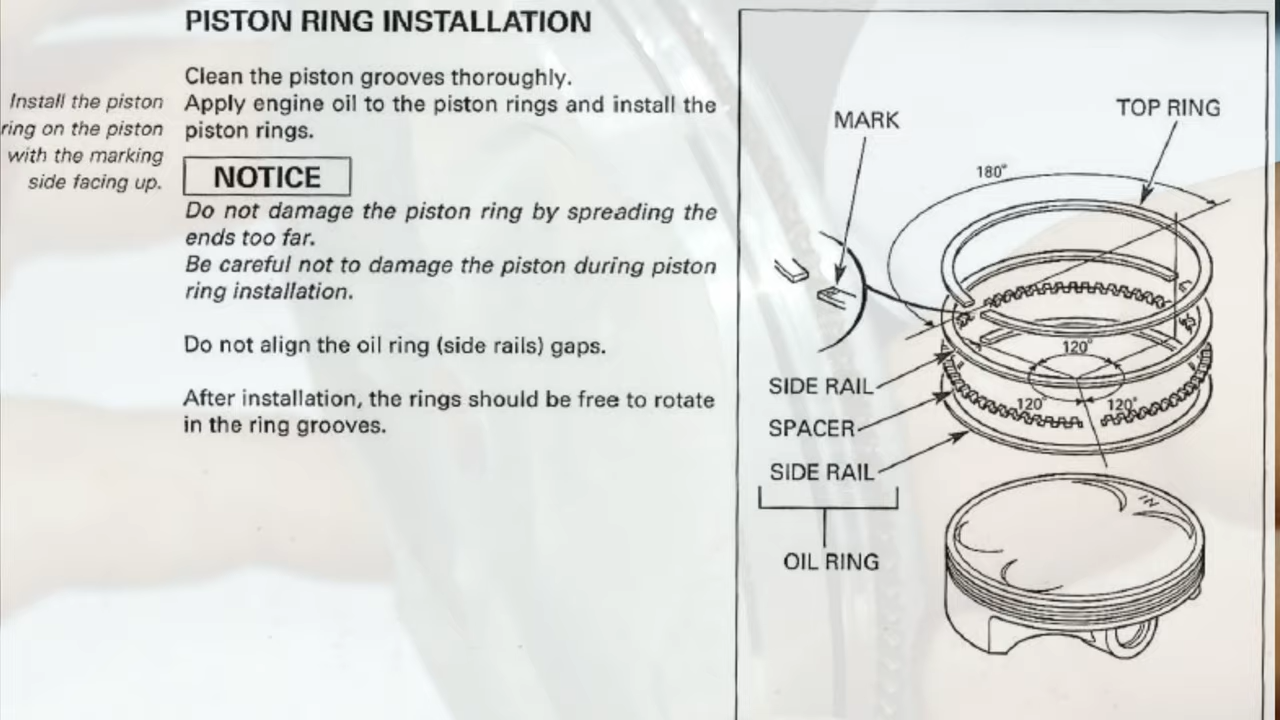 PISTON RING INSTALLATION
Clean the piston grooves thoroughly.
Install the piston
ring on the piston
with the marking
side facing up.
Apply engine oil to the piston rings and install the
piston rings.
NOTICE
Do not damage the piston ring by spreading the
ends too far.
Be careful not to damage the piston during piston
ring installation.
Do not align the oil ring (side rails) gaps.
After installation, the rings should be free to rotate
in the ring grooves.
MARK
TOP RING
180°
120°
120°
120°
SIDE RAIL
SPACER
SIDE RAIL
OIL RING
IN